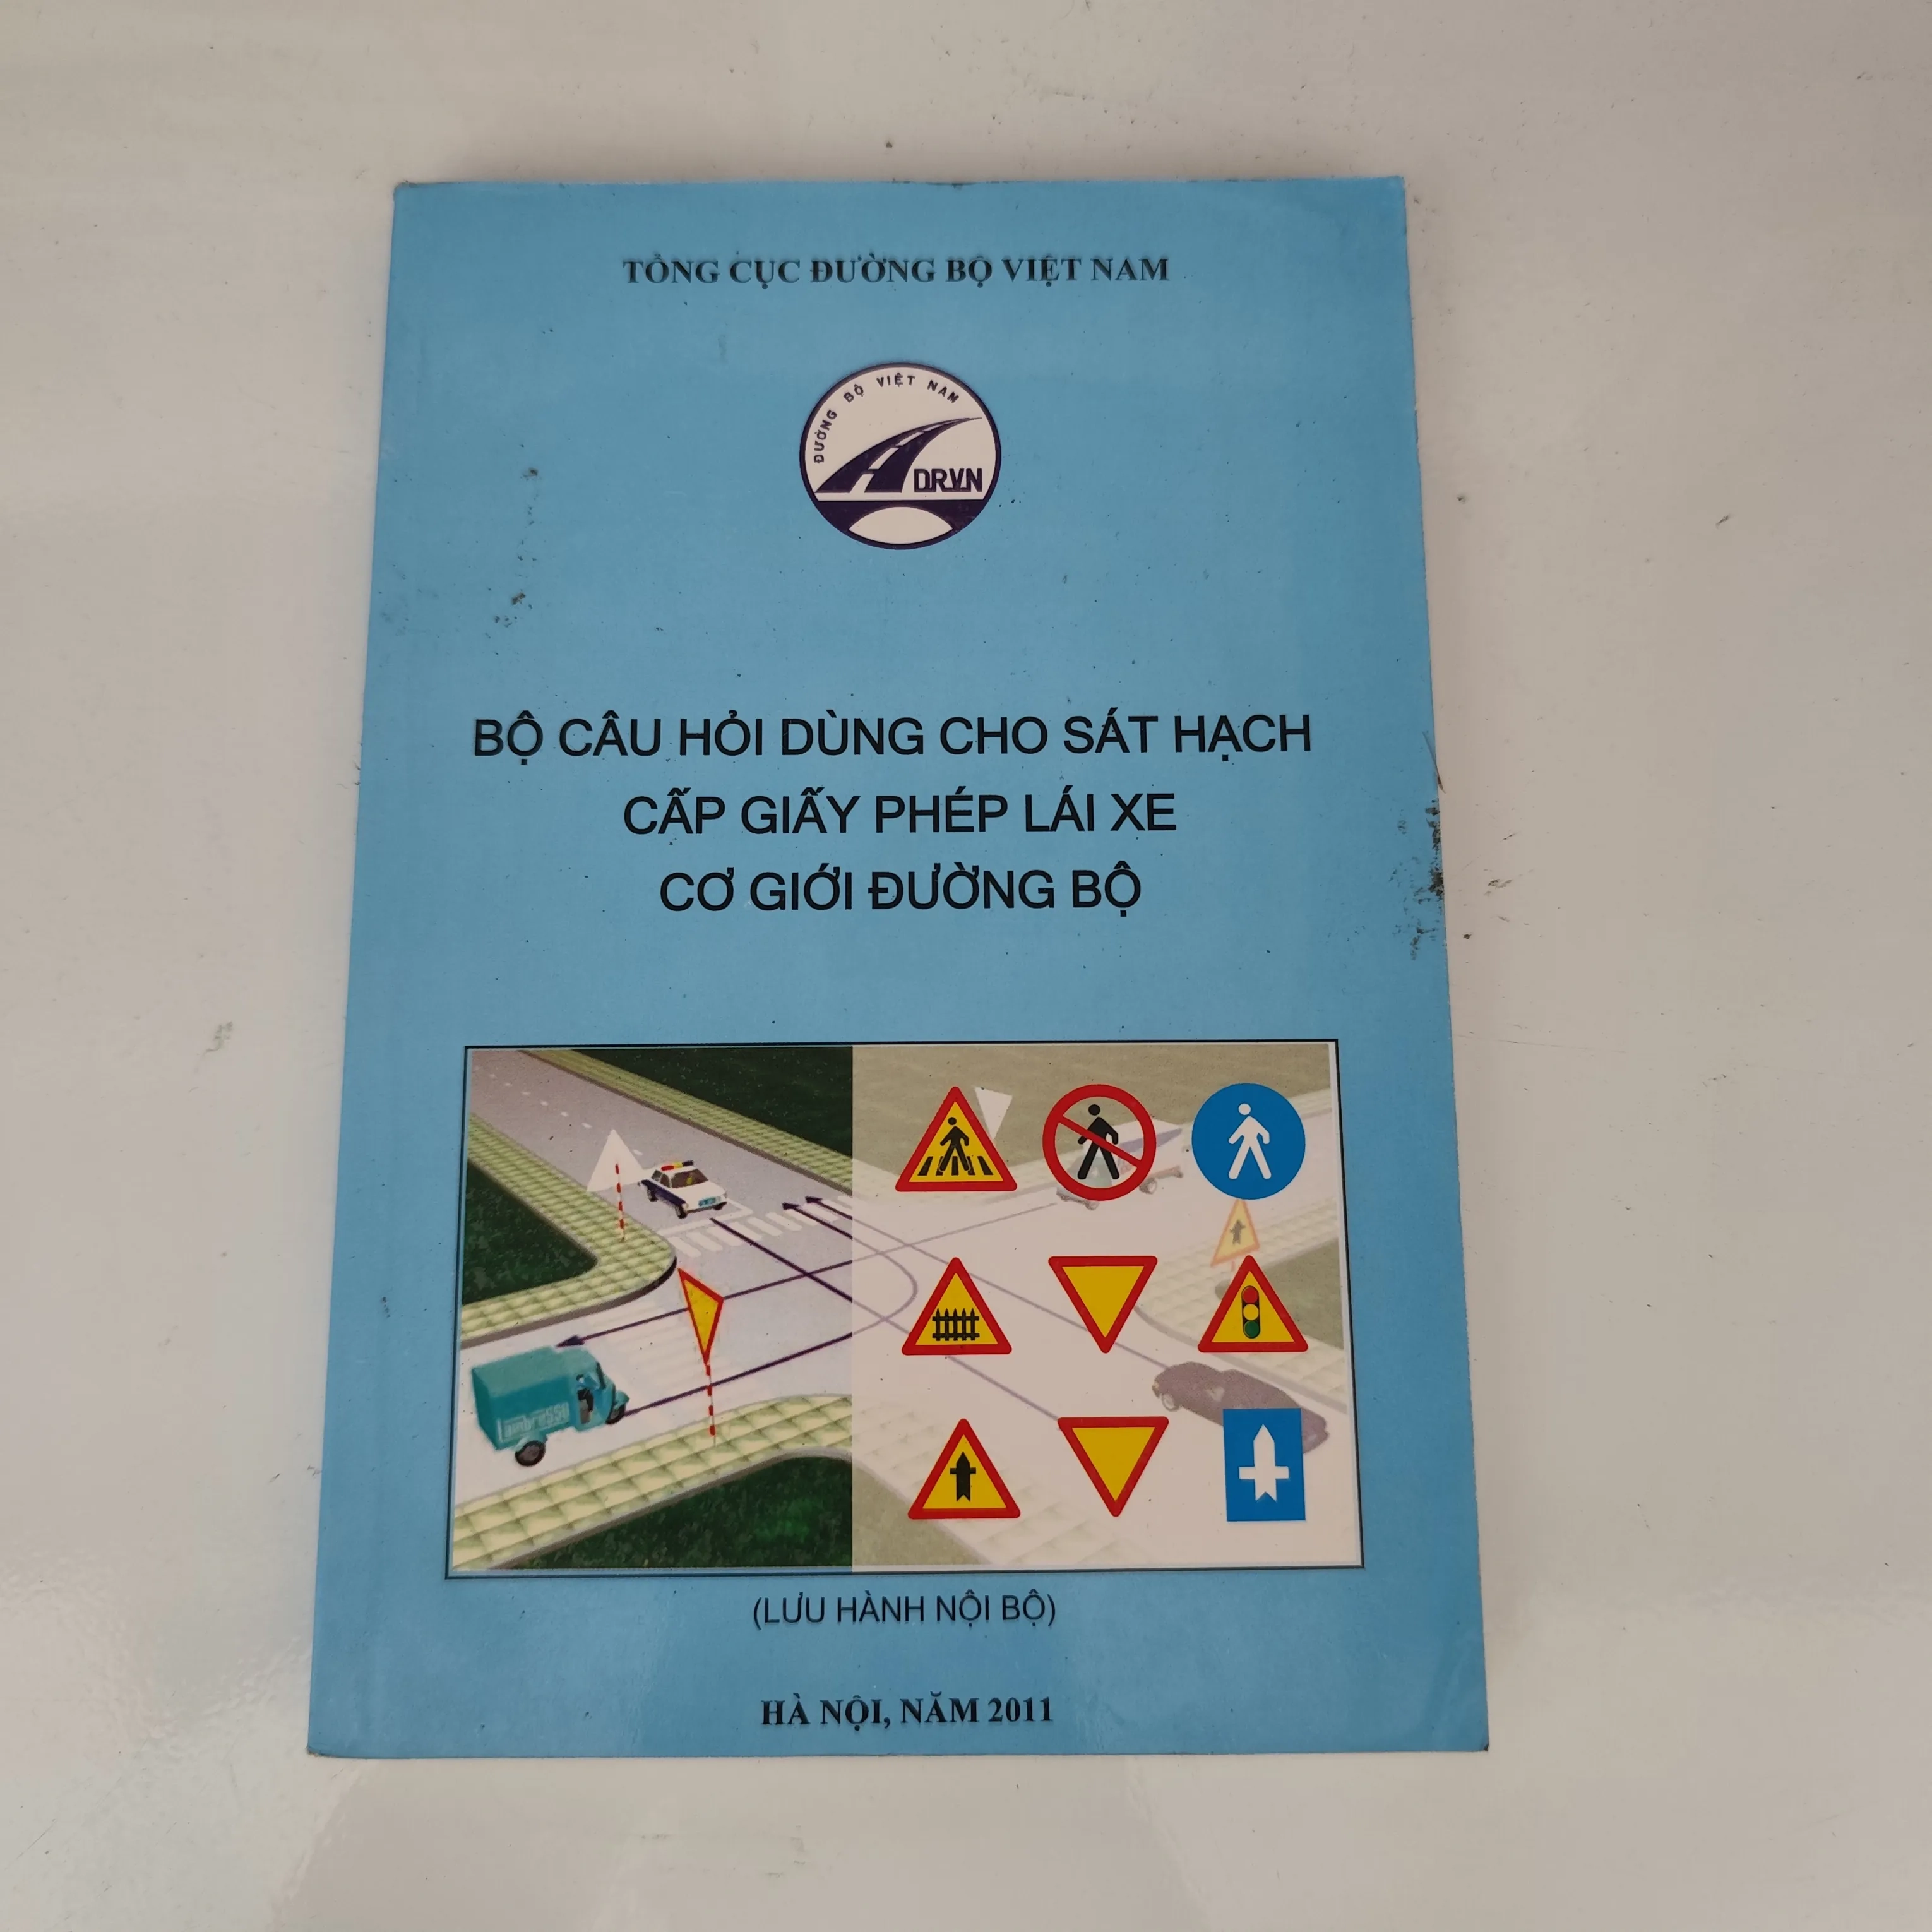 TỔNG CỤC ĐƯỜNG BỘ VIỆT NAM
ĐƯỜNG BỘ VIỆT NAM
DRVN
BỘ CÂU HỎI DÙNG CHO SÁT HẠCH
CẤP GIẤY PHÉP LÁI XE
CƠ GIỚI ĐƯỜNG BỘ
(LƯU HÀNH NỘI BỘ)
HÀ NỘI, NĂM 2011